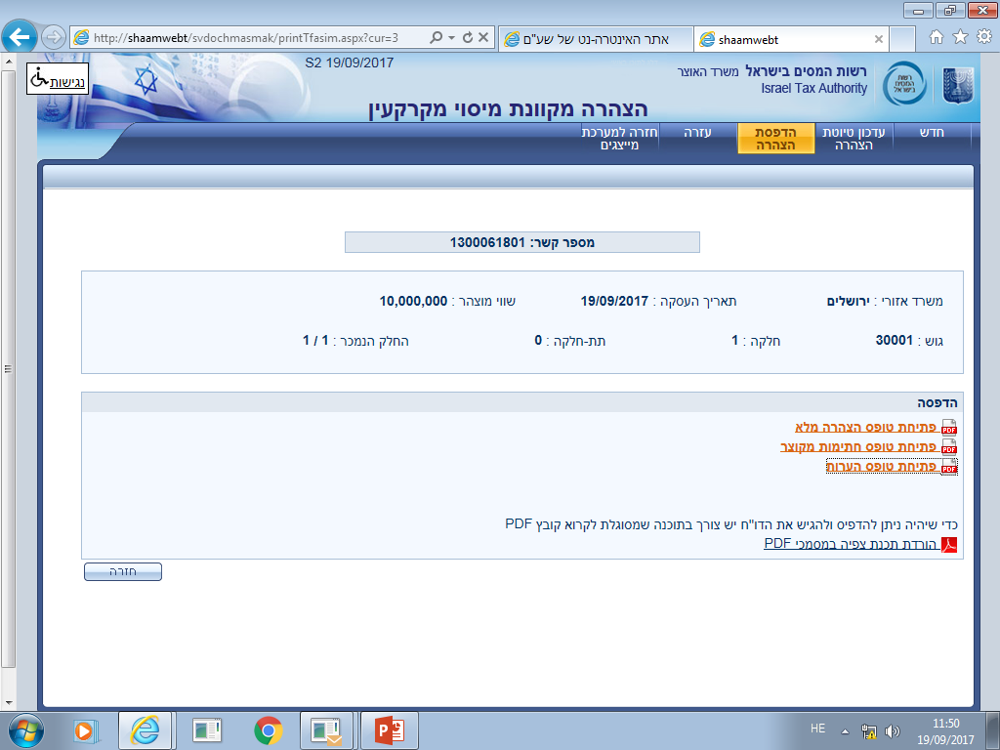 http://shaamwebt/svdochmasmak/printTfasim.aspx?cur=3
אתר האינטרה-נט של שע"ם
shaamwebt
נגישות
S2 19/09/2017
רשות המסים בישראל משרד האוצר
Israel Tax Authority
רשות המסים בישראל
הצהרה מקוונת מיסוי מקרקעין
חדש
עדכון טיוטת הצהרה
הדפסת הצהרה
עזרה
חזרה למערכת מייצגים
מספר קשר: 1300061801
משרד אזורי : ירושלים תאריך העסקה : 19/09/2017 שווי מוצהר : 10,000,000
גוש : 30001 חלקה : 1 תת-חלקה : 0 החלק הנמכר : 1 / 1
הדפסה
פתיחת טופס הצהרה מלא
פתיחת טופס חתימות מקוצר
פתיחת טופס הערות
כדי שיהיה ניתן להדפיס ולהגיש את הדו"ח יש צורך בתוכנה שמסוגלת לקרוא קובץ PDF
הורדת תכנת צפיה במסמכי PDF
חזרה
HE
11:50
19/09/2017